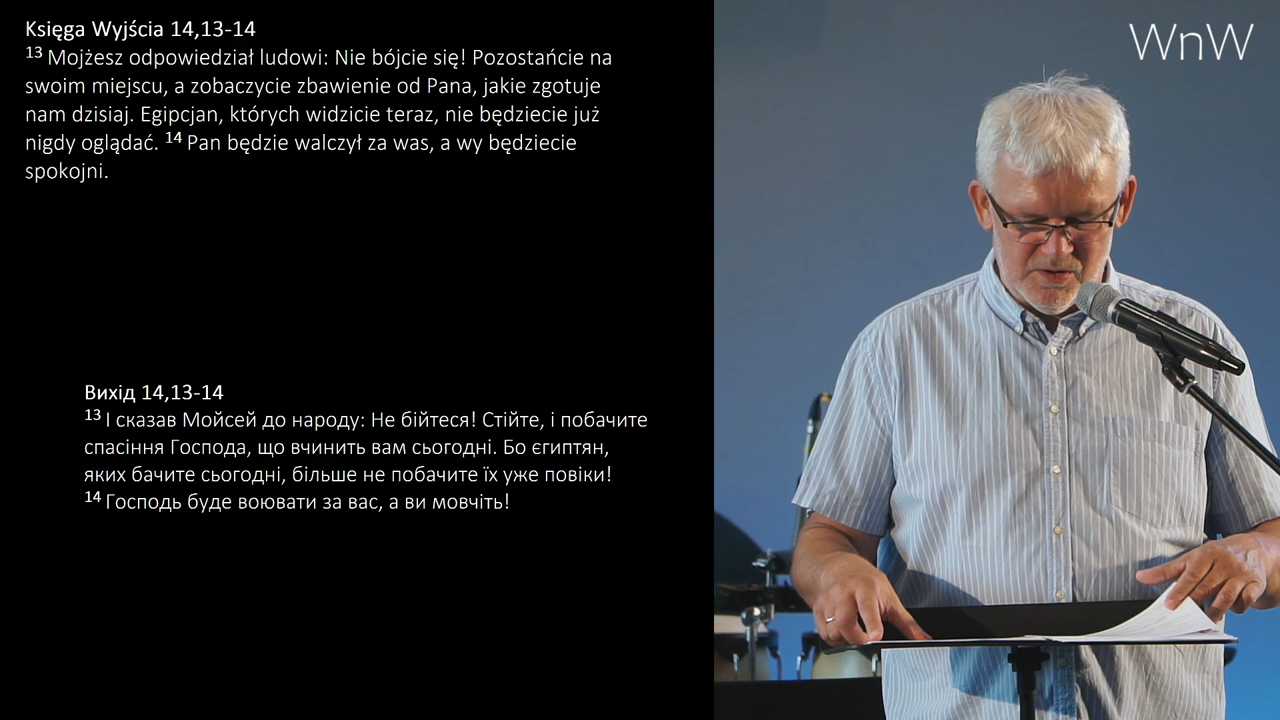 Księga Wyjścia 14,13-14
13 Mojżesz odpowiedział ludowi: Nie bójcie się! Pozostańcie na
swoim miejscu, a zobaczycie zbawienie od Pana, jakie zgotuje
nam dzisiaj. Egipcjan, których widzicie teraz, nie będziecie już
nigdy oglądać. 14 Pan będzie walczył za was, a wy będziecie
spokojni.
WnW
Вихід 14,13-14
13 І сказав Мойсей до народу: Не бійтеся! Стійте, і побачите
спасіння Господа, що вчинить вам сьогодні. Бо єгиптян,
яких бачите сьогодні, більше не побачите їх уже повіки!
14 Господь буде воювати за вас, а ви мовчіть!